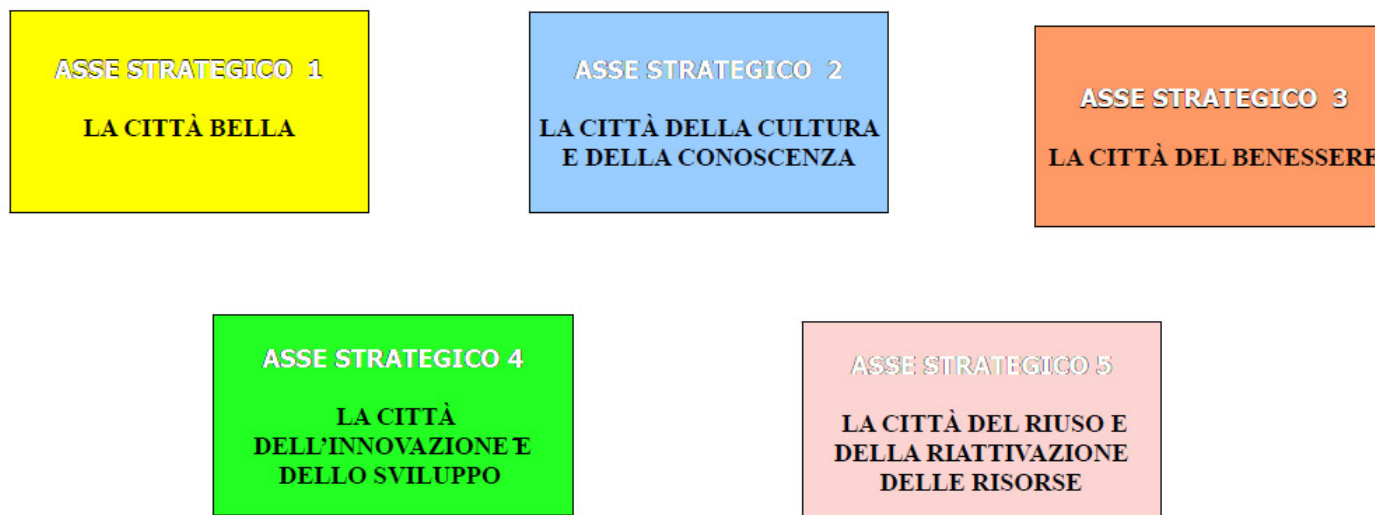 ASSE STRATEGICO 1
LA CITTÀ BELLA
ASSE STRATEGICO 2
LA CITTÀ DELLA CULTURA
E DELLA CONOSCENZA
ASSE STRATEGICO 3
LA CITTÀ DEL BENESSERE
ASSE STRATEGICO 4
LA CITTÀ
DELL’INNOVAZIONE E
DELLO SVILUPPO
ASSE STRATEGICO 5
LA CITTÀ DEL RIUSO E
DELLA RIATTIVAZIONE
DELLE RISORSE